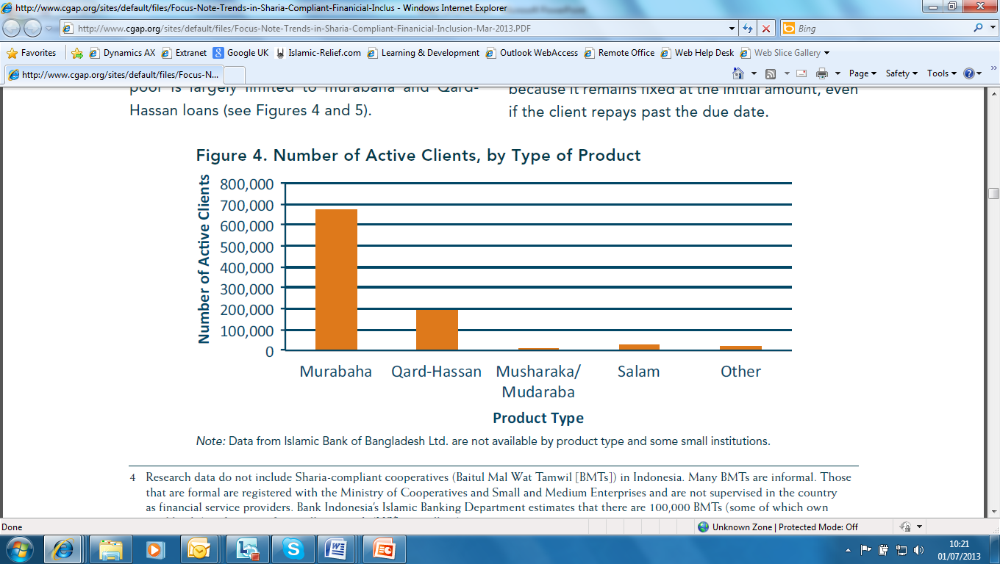 http://www.cgap.org/sites/default/files/Focus-Note-Trends-in-Sharia-Compliant-Finanicial-Inclus - Windows Internet Explorer
http://www.cgap.org/sites/default/files/Focus-Note-Trends-in-Sharia-Compliant-Finanicial-Inclusion-Mar-2013.PDF
Bing
Favorites Dynamics AX Extranet Google UK Islamic-Relief.com Learning & Development Outlook WebAccess Remote Office Web Help Desk Web Slice Gallery
http://www.cgap.org/sites/default/files/Focus-N... Page Safety Tools
poor is largely limited to murabaha and Qard-
Hassan loans (see Figures 4 and 5).
because it remains fixed at the initial amount, even
if the client repays past the due date.
Figure 4. Number of Active Clients, by Type of Product
Number of Active Clients
800,000
700,000
600,000
500,000
400,000
300,000
200,000
100,000
0
Murabaha Qard-Hassan Musharaka/ Salam Other
Mudaraba
Product Type
Note: Data from Islamic Bank of Bangladesh Ltd. are not available by product type and some small institutions.
4 Research data do not include Sharia-compliant cooperatives (Baitul Mal Wat Tamwil [BMTs]) in Indonesia. Many BMTs are informal. Those
that are formal are registered with the Ministry of Cooperatives and Small and Medium Enterprises and are not supervised in the country
as financial service providers. Bank Indonesia's Islamic Banking Department estimates that there are 100,000 BMTs (some of which own
Done Unknown Zone | Protected Mode: Off
10:21
01/07/2013